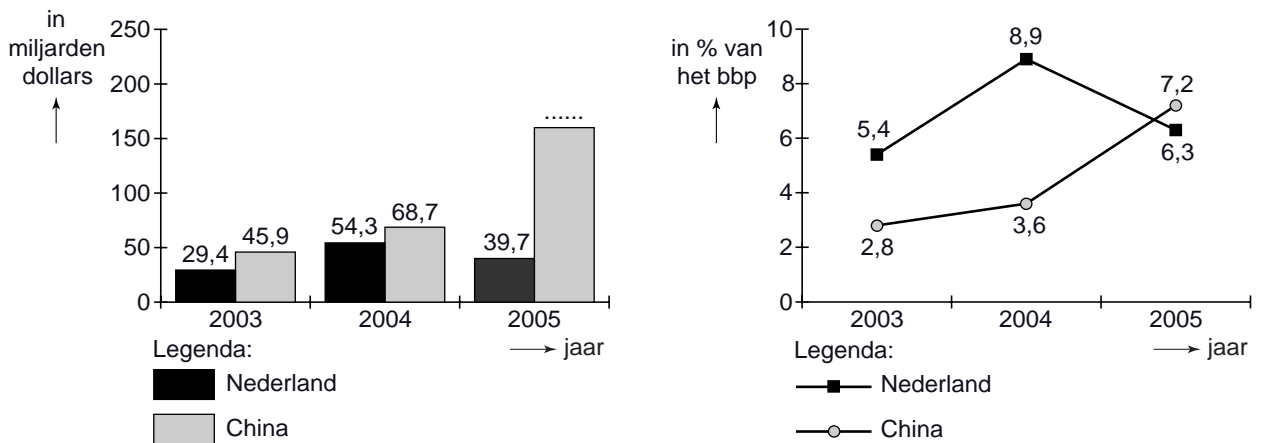 in
miljarden
dollars
250
200
150
100
50
0
29,4
45,9
54,3
68,7
39,7
......
2003
2004
2005
jaar
Legenda:
Nederland
China
in % van
het bbp
10
8
6
4
2
0
5,4
8,9
6,3
2,8
3,6
7,2
2003
2004
2005
jaar
Legenda:
Nederland
China